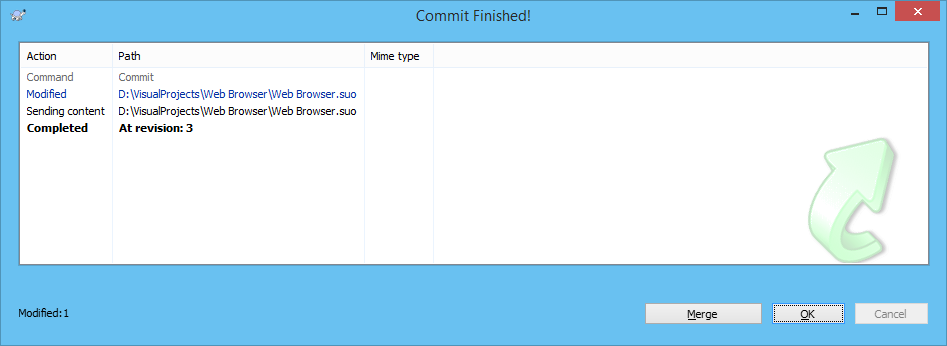 Commit Finished!
Action Path Mime type
Command Commit
Modified D:\VisualProjects\Web Browser\Web Browser.suo
Sending content D:\VisualProjects\Web Browser\Web Browser.suo
Completed At revision: 3
Modified:1 Merge OK Cancel